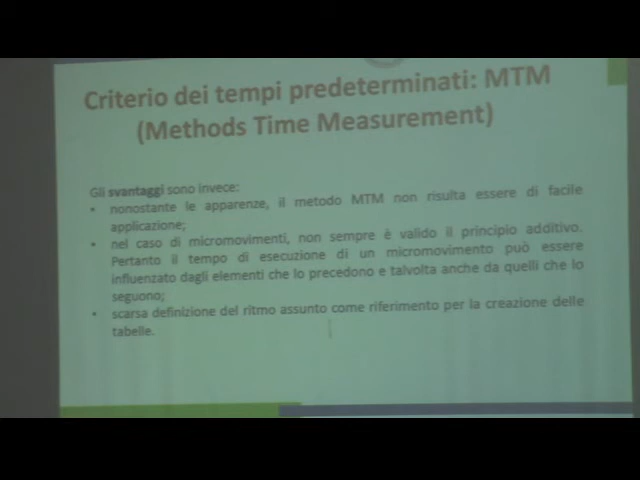 Criterio dei tempi predeterminati: MTM
(Methods Time Measurement)
Gli svantaggi sono invece:
• nonostante le apparenze, il metodo MTM non risulta essere di facile
applicazione;
• nel caso di micromovimenti, non sempre è valido il principio additivo.
Pertanto il tempo di esecuzione di un micromovimento può essere
influenzato dagli elementi che lo precedono e talvolta anche da quelli che lo
seguono;
• scarsa definizione del ritmo assunto come riferimento per la creazione delle
tabelle.